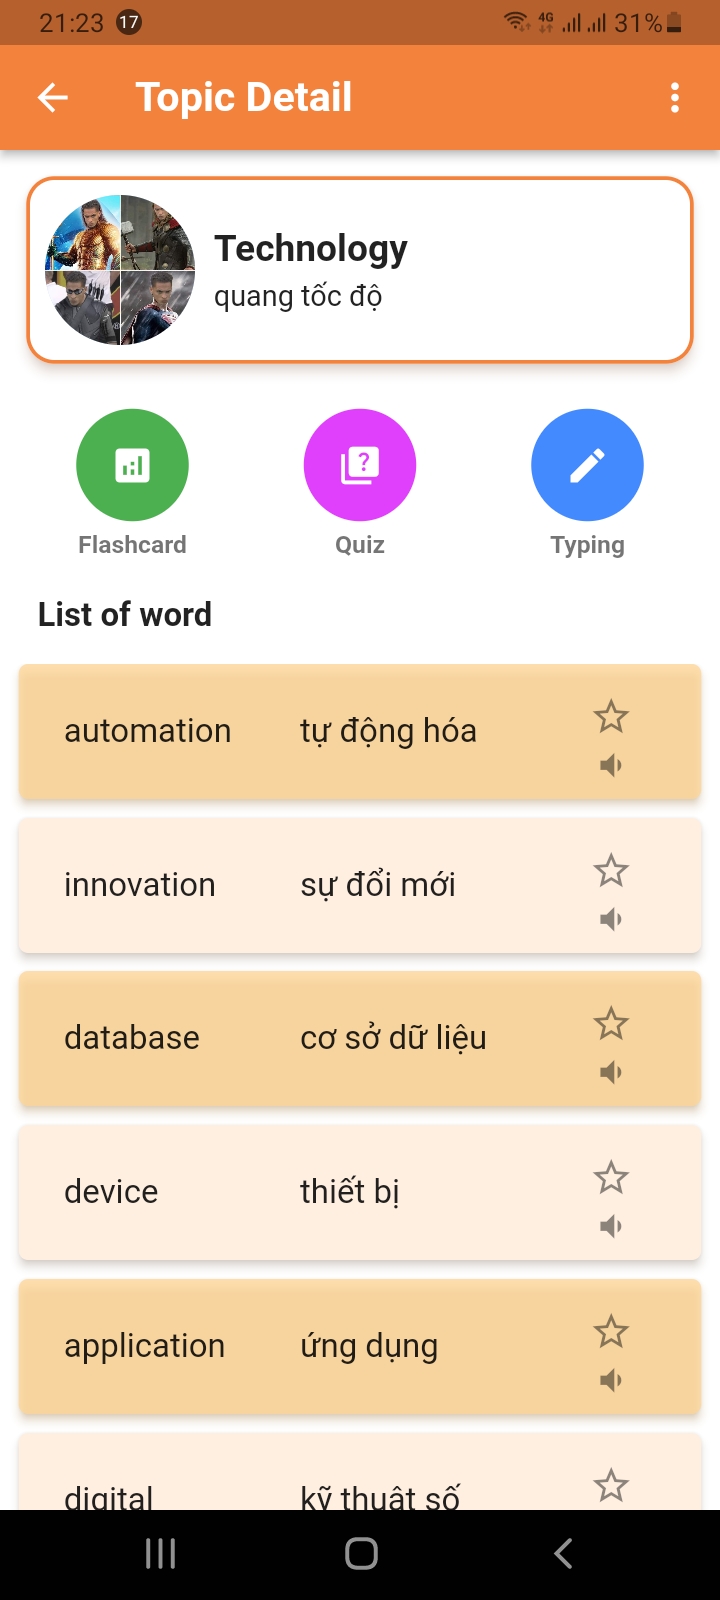 21:23 17 4G 31%
Topic Detail
Technology
quang tốc độ
?
Flashcard Quiz Typing
List of word
automation tự động hóa
innovation sự đổi mới
database cơ sở dữ liệu
device thiết bị
application ứng dụng
digital kỹ thuật số